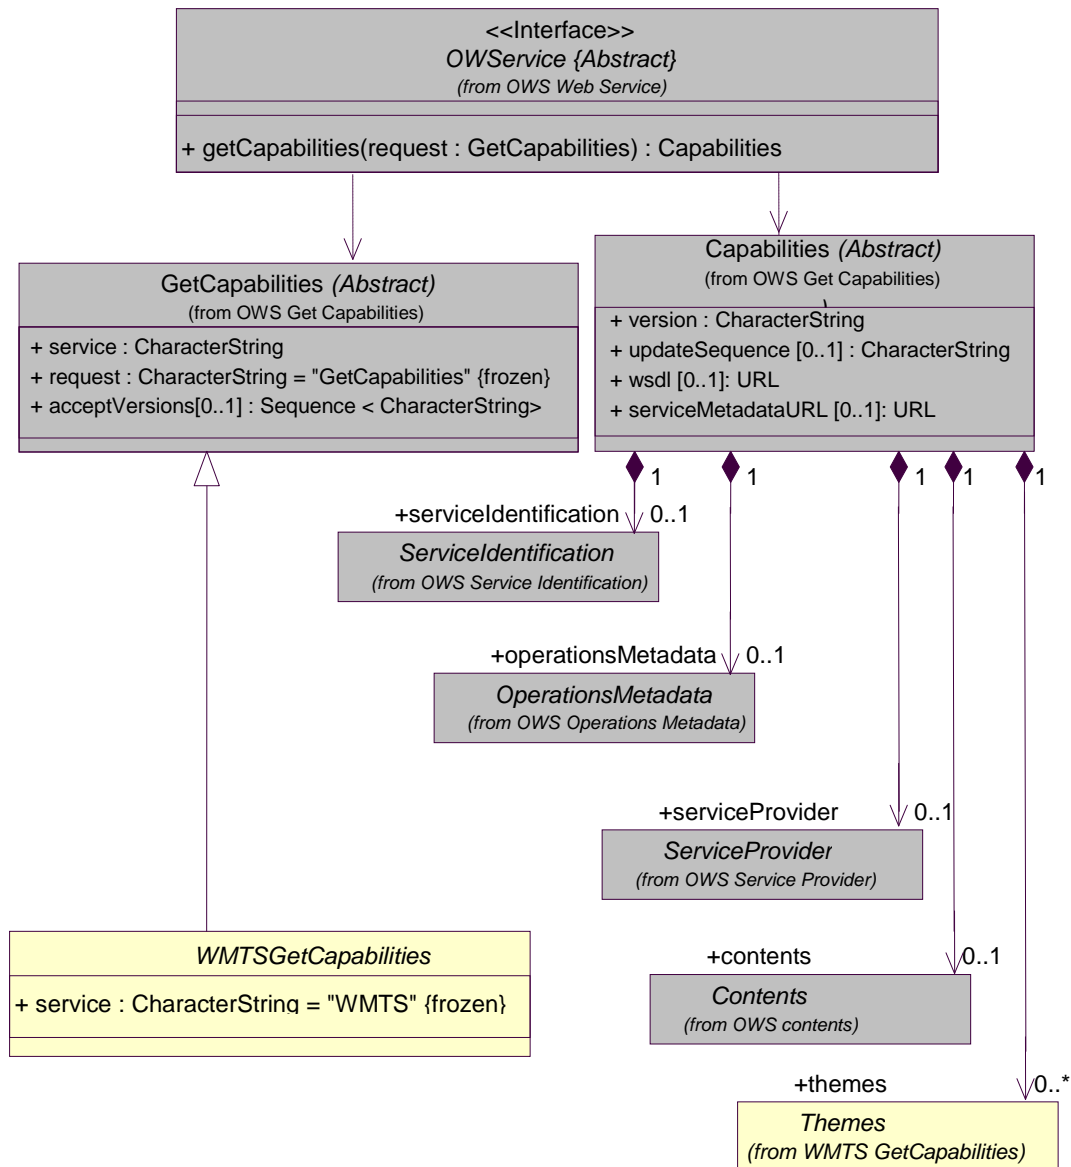 <<Interface>>
OWService {Abstract}
(from OWS Web Service)
+ getCapabilities(request : GetCapabilities) : Capabilities
GetCapabilities (Abstract)
(from OWS Get Capabilities)
+ service : CharacterString
+ request : CharacterString = "GetCapabilities" {frozen}
+ acceptVersions[0..1] : Sequence < CharacterString>
Capabilities (Abstract)
(from OWS Get Capabilities)
)
+ version : CharacterString
+ updateSequence [0..1] : CharacterString
+ wsdl [0..1]: URL
+ serviceMetadataURL [0..1]: URL
1 1 1 1 1
+serviceIdentification 0..1
ServiceIdentification
(from OWS Service Identification)
+operationsMetadata 0..1
OperationsMetadata
(from OWS Operations Metadata)
+serviceProvider 0..1
ServiceProvider
(from OWS Service Provider)
WMTSGetCapabilities
+ service : CharacterString = "WMTS" {frozen}
+contents 0..1
Contents
(from OWS contents)
+themes 0..*
Themes
(from WMTS GetCapabilities)